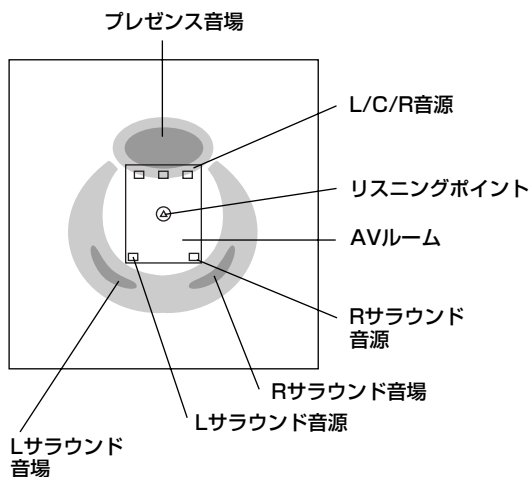 プレゼンス音場
L/C/R音源
リスニングポイント
AVルーム
Rサラウンド
音源
Rサラウンド音場
Lサラウンド音源
Lサラウンド
音場